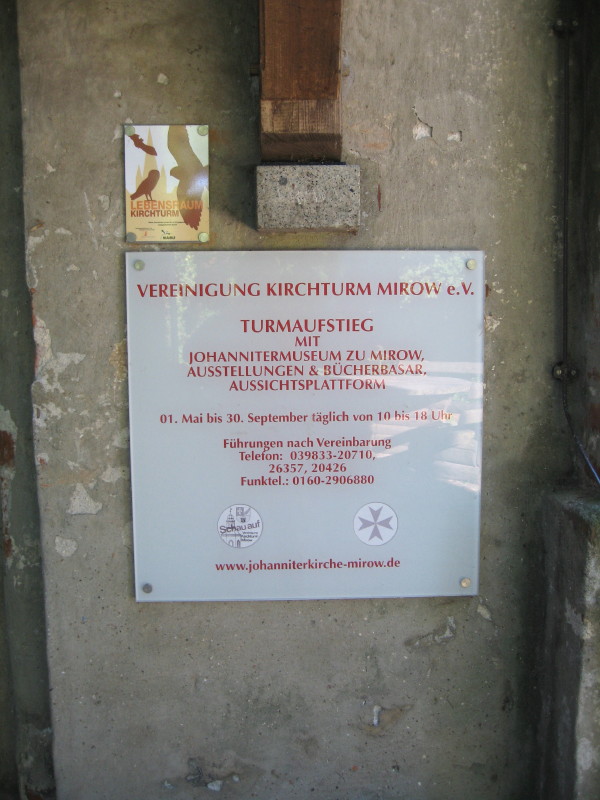 LEBENSRAUM
KIRCHTURM
NABU
VEREINIGUNG KIRCHTURM MIROW e.V.
TURMAUFSTIEG
MIT
JOHANNITERMUSEUM ZU MIROW,
AUSSTELLUNGEN & BÜCHERBASAR,
AUSSICHTSPLATTFORM
01. Mai bis 30. September täglich von 10 bis 18 Uhr
Führungen nach Vereinbarung
Telefon: 039833-20710,
26357, 20426
Funktel.: 0160-2906880
Schau auf
www.johanniterkirche-mirow.de